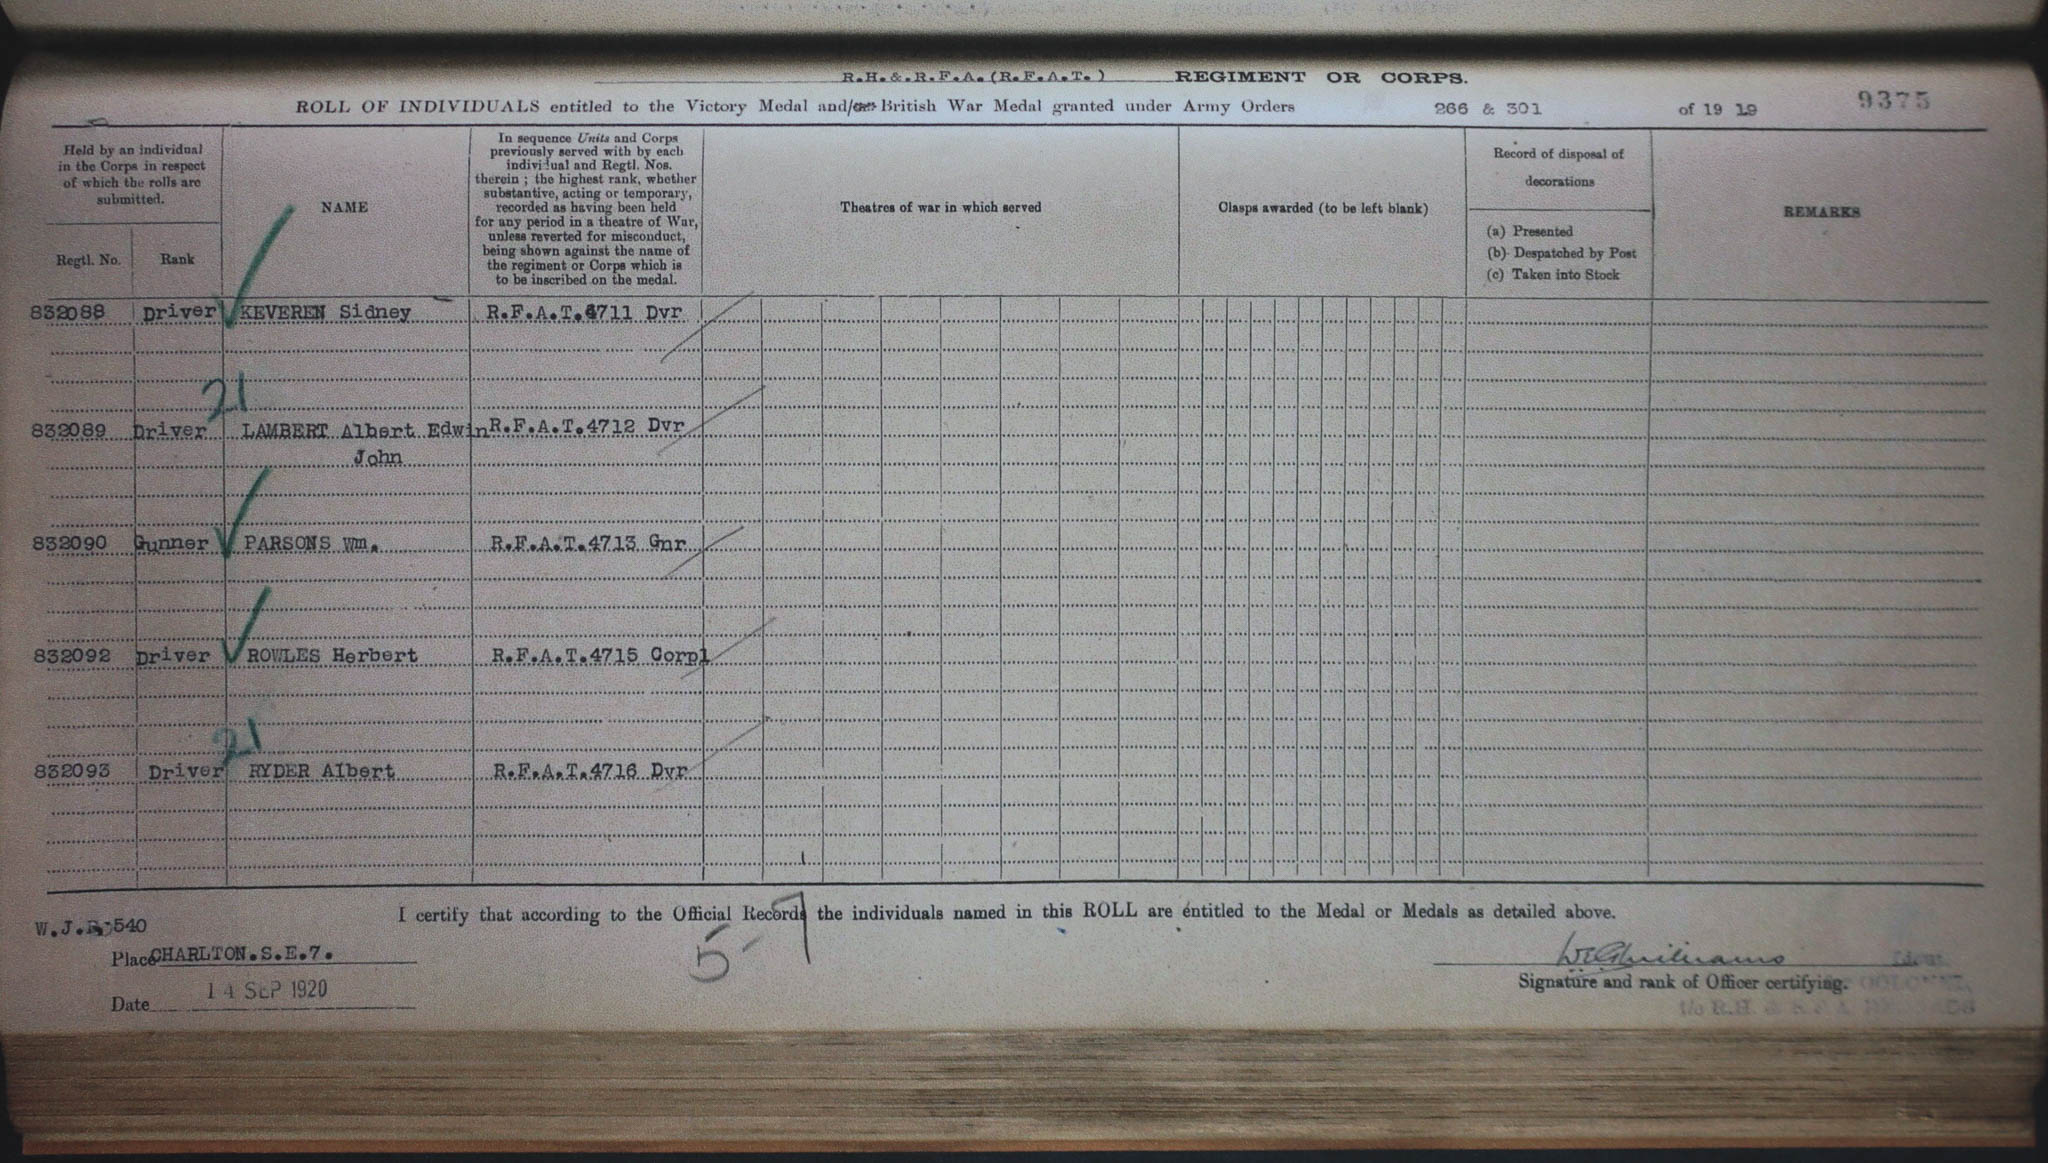 R.H.&.R.F.A.(R.F.A.T.) REGIMENT OR CORPS.
ROLL OF INDIVIDUALS entitled to the Victory Medal and/ British War Medal granted under Army Orders 266 & 301 of 19 19 9375
Held by an individual
in the Corps in respect
of which the rolls are
submitted.
Regtl. No. Rank
NAME
In sequence Units and Corps
previously served with by each
individual and Regtl. Nos.
therein ; the highest rank, whether
substantive, acting or temporary,
recorded as having been held
for any period in a theatre of War,
unless reverted for misconduct,
being shown against the name of
the regiment or Corps which is
to be inscribed on the medal.
Theatres of war in which served
Clasps awarded (to be left blank)
Record of disposal of
decorations
(a) Presented
(b) Despatched by Post
(c) Taken into Stock
REMARKS
832088 Driver KEVEREN Sidney R.F.A.T.4711 Dvr
21
832089 Driver LAMBERT Albert Edwin R.F.A.T.4712 Dvr
John
832090 Gunner PARSONS Wm. R.F.A.T.4713 Gnr
832092 Driver ROWLES Herbert R.F.A.T.4715 Corpl
21
832093 Driver RYDER Albert R.F.A.T.4716 Dvr
I certify that according to the Official Records the individuals named in this ROLL are entitled to the Medal or Medals as detailed above.
W.J.R. 540
5
Place CHARLTON.S.E.7.
Date 14 SEP 1920
Signature and rank of Officer certifying.